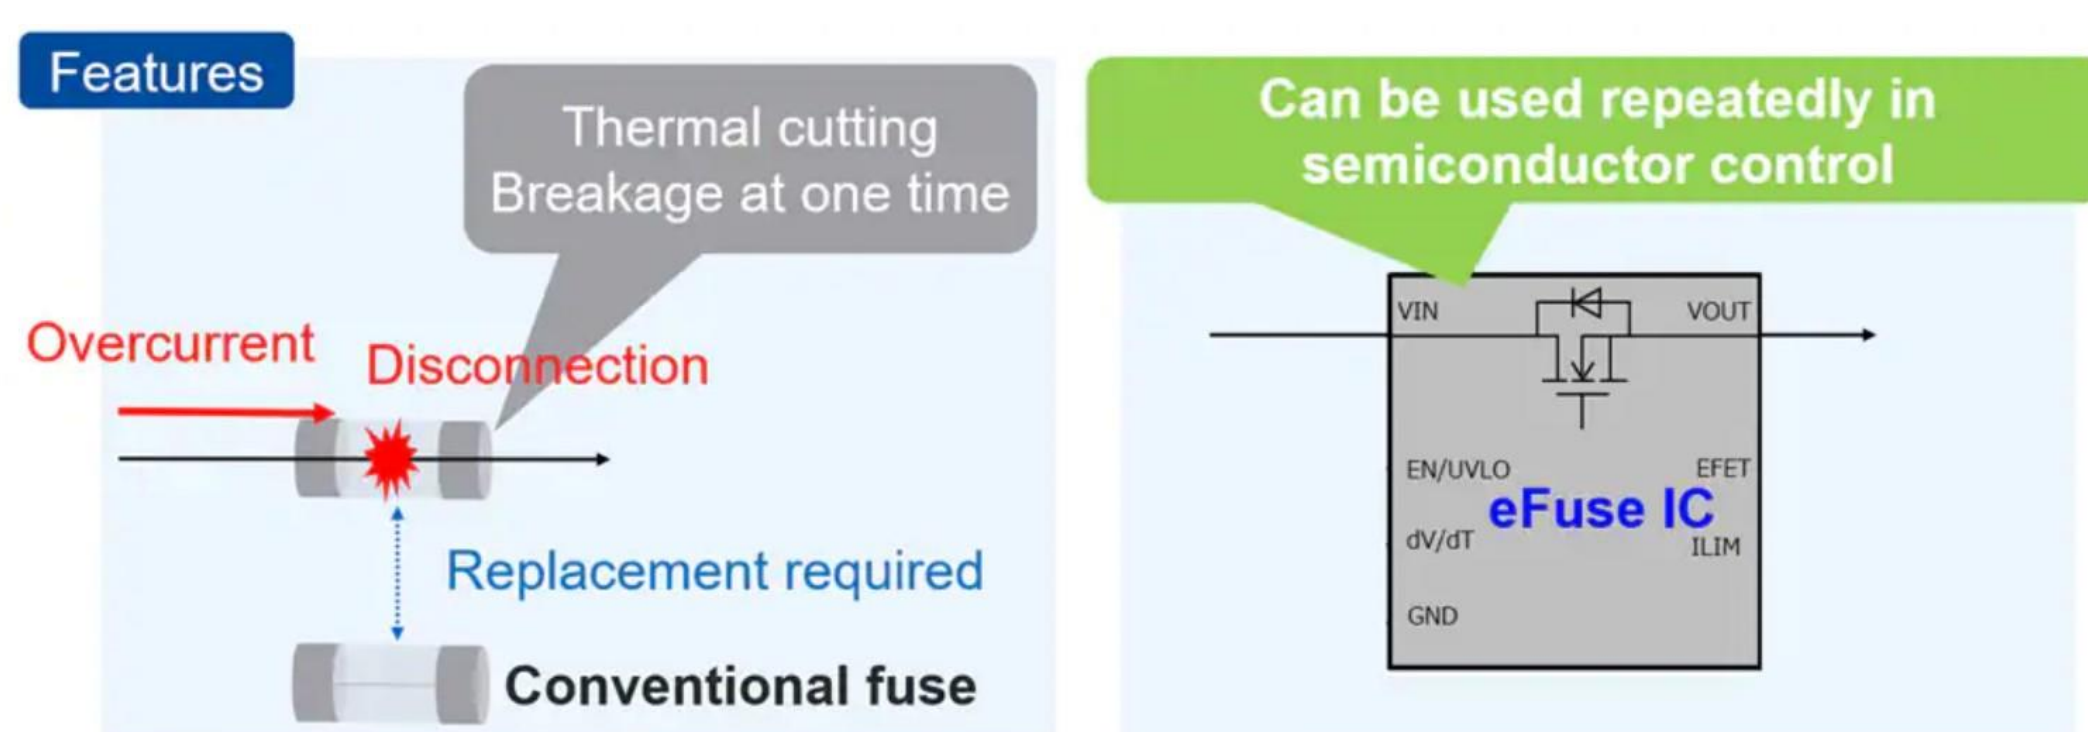 Features
Thermal cutting
Breakage at one time
Overcurrent
Disconnection
Replacement required
Conventional fuse
Can be used repeatedly in
semiconductor control
VIN
VOUT
EN/UVLO
EFET
eFuse IC
dV/dT
ILIM
GND